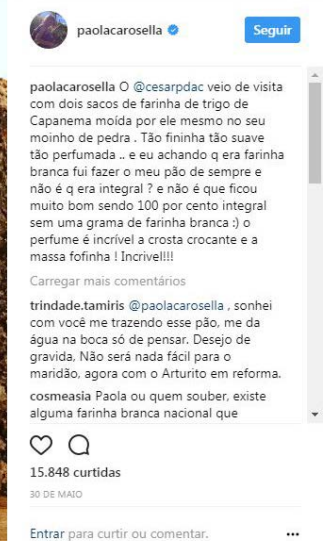 paolacarosella
Seguir
paolacarosella O @cesarpdac veio de visita
com dois sacos de farinha de trigo de
Capanema moída por ele mesmo no seu
moinho de pedra . Tão fininha tão suave
tão perfumada .. e eu achando q era farinha
branca fui fazer o meu pão de sempre e
não é q era integral ? e não é que ficou
muito bom sendo 100 por cento integral
sem uma grama de farinha branca :) o
perfume é incrível a crosta crocante e a
massa fofinha ! Incrivel!!!
Carregar mais comentários
trindade.tamiris @paolacarosella , sonhei
com você me trazendo esse pão, me da
água na boca só de pensar. Desejo de
gravida, Não será nada fácil para o
maridão, agora com o Arturito em reforma.
cosmeasia Paola ou quem souber, existe
alguma farinha branca nacional que
15.848 curtidas
30 DE MAIO
Entrar para curtir ou comentar.